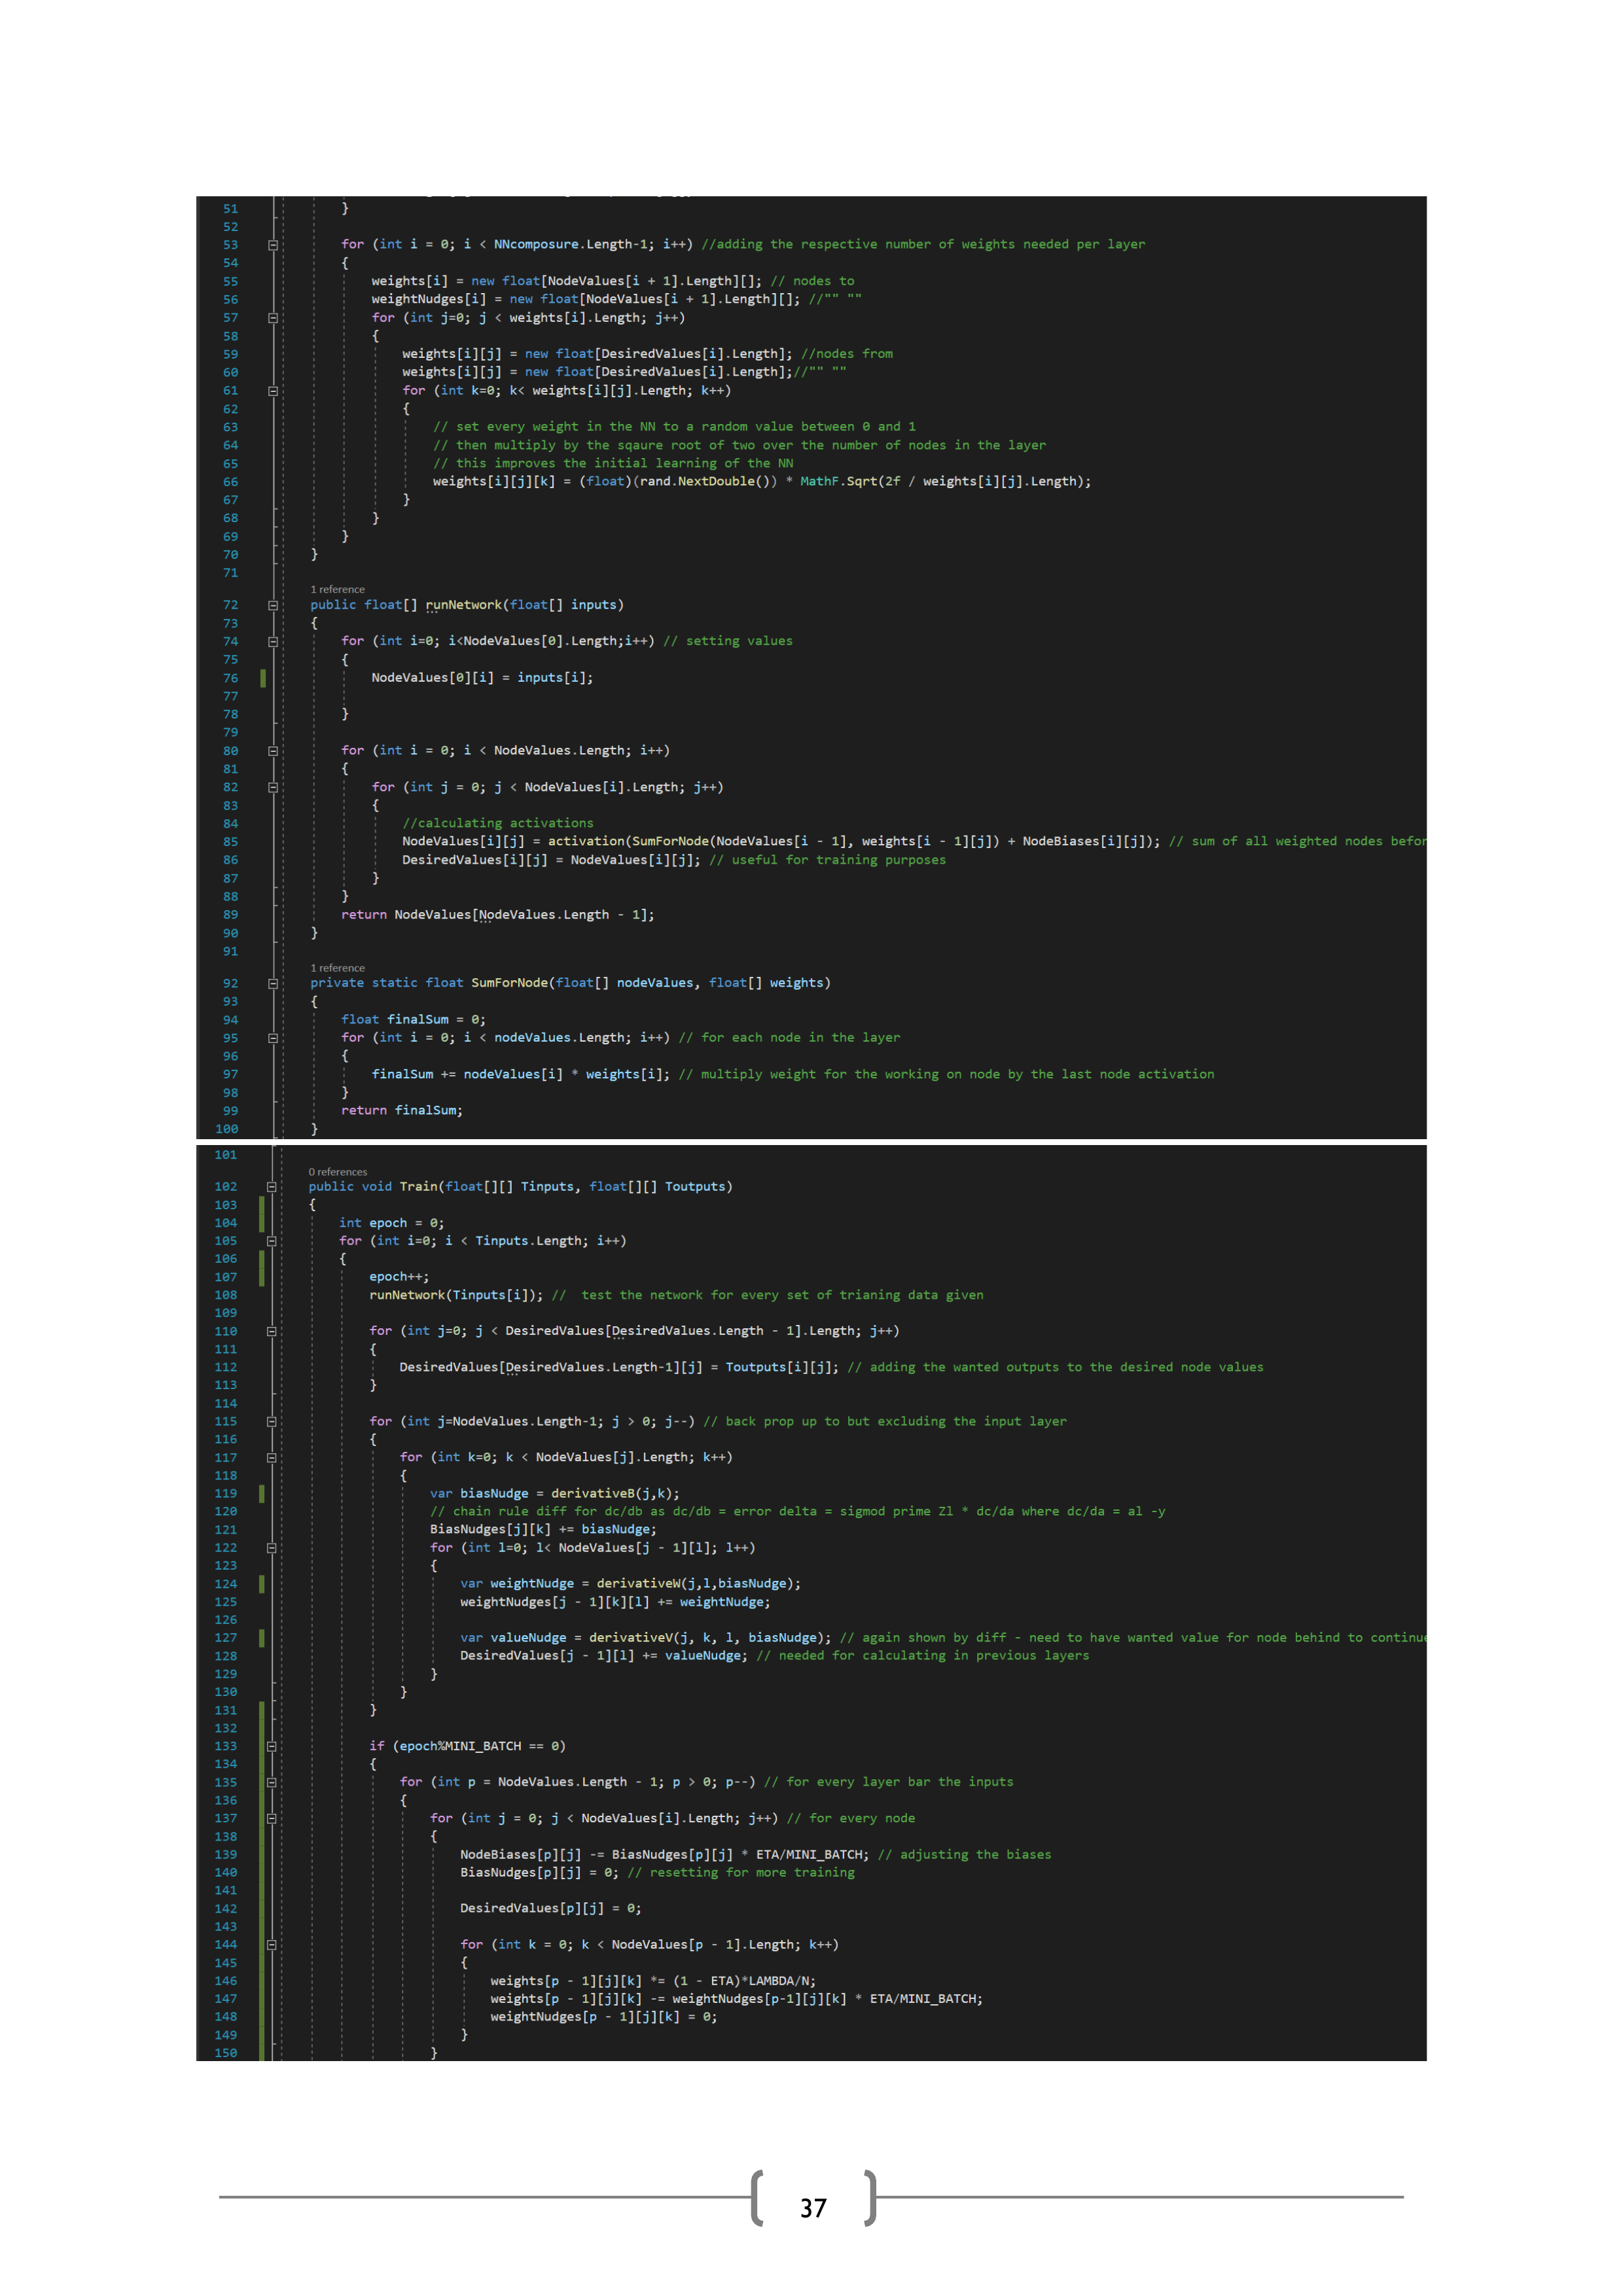 51 }
52
53 for (int i = 0; i < NNcomposure.Length-1; i++) //adding the respective number of weights needed per layer
54 {
55 weights[i] = new float[NodeValues[i + 1].Length][]; // nodes to
56 weightNudges[i] = new float[NodeValues[i + 1].Length][]; //"" ""
57 for (int j=0; j < weights[i].Length; j++)
58 {
59 weights[i][j] = new float[DesiredValues[i].Length]; //nodes from
60 weights[i][j] = new float[DesiredValues[i].Length];//"" ""
61 for (int k=0; k< weights[i][j].Length; k++)
62 {
63 // set every weight in the NN to a random value between 0 and 1
64 // then multiply by the sqaure root of two over the number of nodes in the layer
65 // this improves the initial learning of the NN
66 weights[i][j][k] = (float)(rand.NextDouble()) * MathF.Sqrt(2f / weights[i][j].Length);
67 }
68 }
69 }
70 }
71
1 reference
72 public float[] runNetwork(float[] inputs)
73 {
74 for (int i=0; i<NodeValues[0].Length;i++) // setting values
75 {
76 NodeValues[0][i] = inputs[i];
77
78 }
79
80 for (int i = 0; i < NodeValues.Length; i++)
81 {
82 for (int j = 0; j < NodeValues[i].Length; j++)
83 {
84 //calculating activations
85 NodeValues[i][j] = activation(SumForNode(NodeValues[i - 1], weights[i - 1][j]) + NodeBiases[i][j]); // sum of all weighted nodes befor
86 DesiredValues[i][j] = NodeValues[i][j]; // useful for training purposes
87 }
88 }
89 return NodeValues[NodeValues.Length - 1];
90 }
91
1 reference
92 private static float SumForNode(float[] nodeValues, float[] weights)
93 {
94 float finalSum = 0;
95 for (int i = 0; i < nodeValues.Length; i++) // for each node in the layer
96 {
97 finalSum += nodeValues[i] * weights[i]; // multiply weight for the working on node by the last node activation
98 }
99 return finalSum;
100 }
101
0 references
102 public void Train(float[][] Tinputs, float[][] Toutputs)
103 {
104 int epoch = 0;
105 for (int i=0; i < Tinputs.Length; i++)
106 {
107 epoch++;
108 runNetwork(Tinputs[i]); //  test the network for every set of trianing data given
109
110 for (int j=0; j < DesiredValues[DesiredValues.Length - 1].Length; j++)
111 {
112 DesiredValues[DesiredValues.Length-1][j] = Toutputs[i][j]; // adding the wanted outputs to the desired node values
113 }
114
115 for (int j=NodeValues.Length-1; j > 0; j--) // back prop up to but excluding the input layer
116 {
117 for (int k=0; k < NodeValues[j].Length; k++)
118 {
119 var biasNudge = derivativeB(j,k);
120 // chain rule diff for dc/db as dc/db = error delta = sigmod prime Zl * dc/da where dc/da = al -y
121 BiasNudges[j][k] += biasNudge;
122 for (int l=0; l< NodeValues[j - 1][l]; l++)
123 {
124 var weightNudge = derivativeW(j,l,biasNudge);
125 weightNudges[j - 1][k][l] += weightNudge;
126
127 var valueNudge = derivativeV(j, k, l, biasNudge); // again shown by diff - need to have wanted value for node behind to continue
128 DesiredValues[j - 1][l] += valueNudge; // needed for calculating in previous layers
129 }
130 }
131 }
132
133 if (epoch%MINI_BATCH == 0)
134 {
135 for (int p = NodeValues.Length - 1; p > 0; p--) // for every layer bar the inputs
136 {
137 for (int j = 0; j < NodeValues[i].Length; j++) // for every node
138 {
139 NodeBiases[p][j] -= BiasNudges[p][j] * ETA/MINI_BATCH; // adjusting the biases
140 BiasNudges[p][j] = 0; // resetting for more training
141
142 DesiredValues[p][j] = 0;
143
144 for (int k = 0; k < NodeValues[p - 1].Length; k++)
145 {
146 weights[p - 1][j][k] *= (1 - ETA)*LAMBDA/N;
147 weights[p - 1][j][k] -= weightNudges[p-1][j][k] * ETA/MINI_BATCH;
148 weightNudges[p - 1][j][k] = 0;
149 }
150 }
37